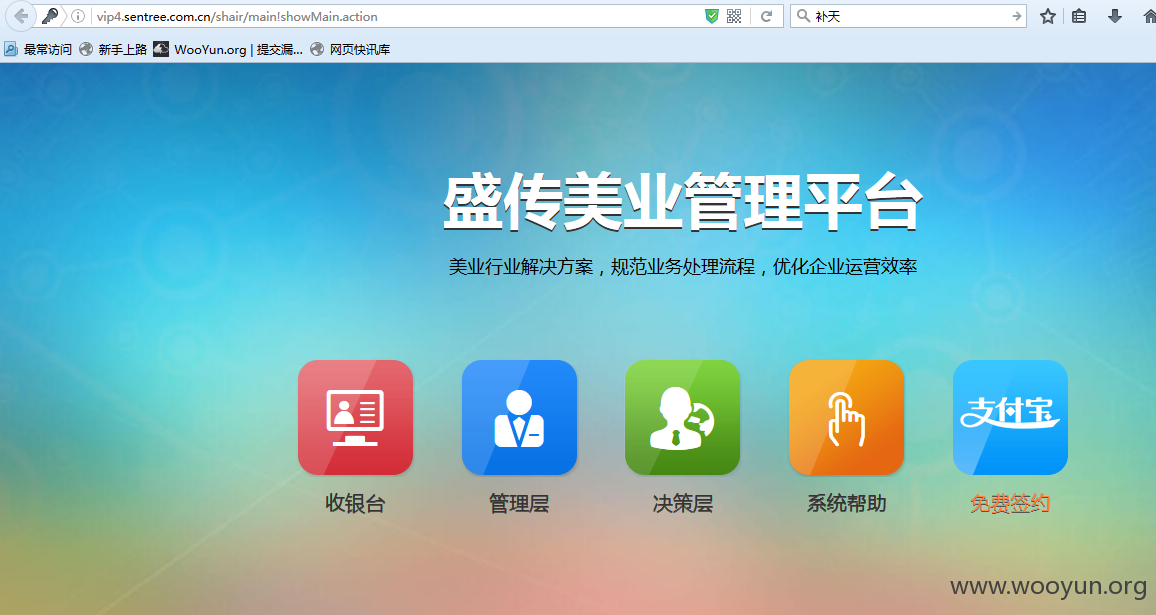 vip4.sentree.com.cn/shair/main!showMain.action
补天
最常访问 新手上路 WooYun.org | 提交漏... 网页快讯库
盛传美业管理平台
美业行业解决方案，规范业务处理流程，优化企业运营效率
支付宝
收银台 管理层 决策层 系统帮助 免费签约
www.wooyun.org